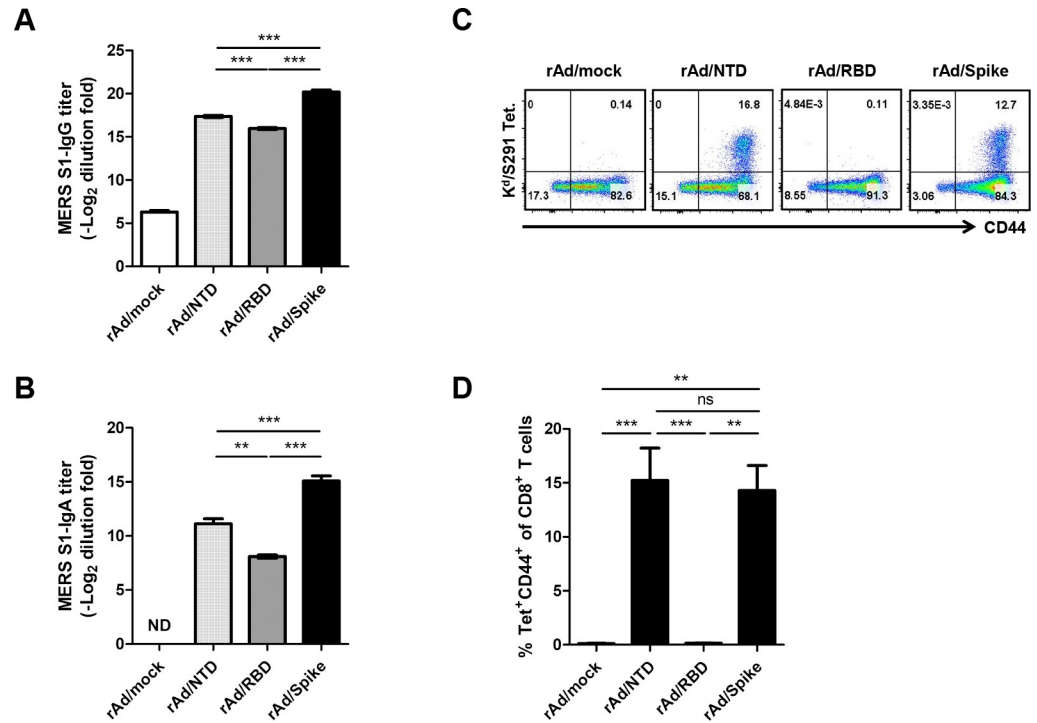 A
MERS S1-IgG titer
(-Log2 dilution fold)
25
20
15
10
5
0
***
*** ***
rAd/mock
rAd/NTD
rAd/RBD
rAd/Spike
B
MERS S1-IgA titer
(-Log2 dilution fold)
20
15
10
5
0
***
** ***
ND
rAd/mock
rAd/NTD
rAd/RBD
rAd/Spike
C
rAd/mock rAd/NTD rAd/RBD rAd/Spike
Kd/S291 Tet.
0 0.14 0 16.8 4.84E-3 0.11 3.35E-3 12.7
17.3 82.6 15.1 68.1 8.55 91.3 3.06 84.3
CD44
D
% Tet+CD44+ of CD8+ T cells
20
15
10
5
0
**
ns
*** *** **
rAd/mock
rAd/NTD
rAd/RBD
rAd/Spike